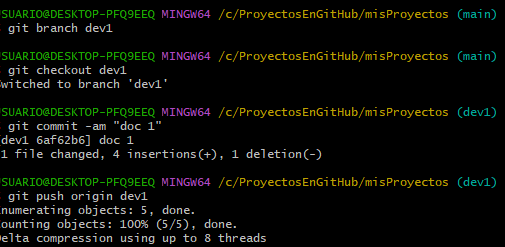 SUARIO@DESKTOP-PFQ9EEQ MINGW64 /c/ProyectosEnGitHub/misProyectos (main)
git branch dev1
SUARIO@DESKTOP-PFQ9EEQ MINGW64 /c/ProyectosEnGitHub/misProyectos (main)
git checkout dev1
witched to branch 'dev1'
SUARIO@DESKTOP-PFQ9EEQ MINGW64 /c/ProyectosEnGitHub/misProyectos (dev1)
git commit -am "doc 1"
[dev1 6af62b6] doc 1
1 file changed, 4 insertions(+), 1 deletion(-)
SUARIO@DESKTOP-PFQ9EEQ MINGW64 /c/ProyectosEnGitHub/misProyectos (dev1)
git push origin dev1
numerating objects: 5, done.
ounting objects: 100% (5/5), done.
elta compression using up to 8 threads